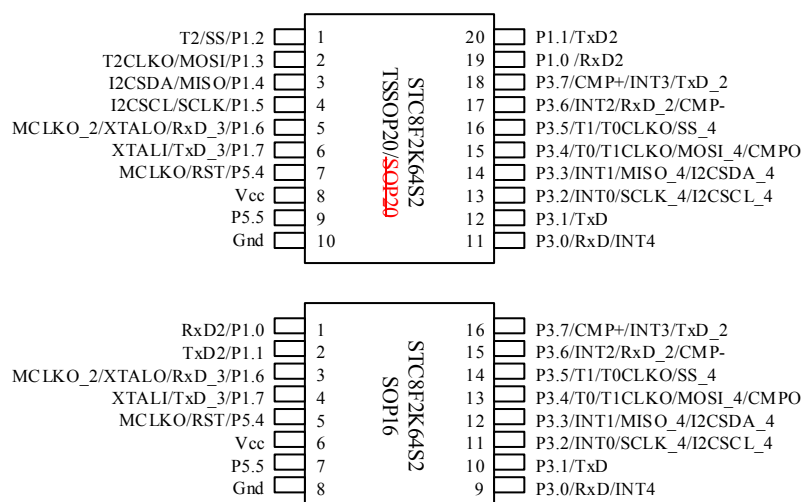 T2/SS/P1.2 1 20 P1.1/TxD2
T2CLKO/MOSI/P1.3 2 19 P1.0 /RxD2
I2CSDA/MISO/P1.4 3 18 P3.7/CMP+/INT3/TxD_2
I2CSCL/SCLK/P1.5 4 17 P3.6/INT2/RxD_2/CMP-
MCLKO_2/XTALO/RxD_3/P1.6 5 16 P3.5/T1/T0CLKO/SS_4
XTALI/TxD_3/P1.7 6 15 P3.4/T0/T1CLKO/MOSI_4/CMPO
MCLKO/RST/P5.4 7 14 P3.3/INT1/MISO_4/I2CSDA_4
Vcc 8 13 P3.2/INT0/SCLK_4/I2CSCL_4
P5.5 9 12 P3.1/TxD
Gnd 10 11 P3.0/RxD/INT4
STC8F2K64S2
TSSOP20/SOP20
RxD2/P1.0 1 16 P3.7/CMP+/INT3/TxD_2
TxD2/P1.1 2 15 P3.6/INT2/RxD_2/CMP-
MCLKO_2/XTALO/RxD_3/P1.6 3 14 P3.5/T1/T0CLKO/SS_4
XTALI/TxD_3/P1.7 4 13 P3.4/T0/T1CLKO/MOSI_4/CMPO
MCLKO/RST/P5.4 5 12 P3.3/INT1/MISO_4/I2CSDA_4
Vcc 6 11 P3.2/INT0/SCLK_4/I2CSCL_4
P5.5 7 10 P3.1/TxD
Gnd 8 9 P3.0/RxD/INT4
STC8F2K64S2
SOP16